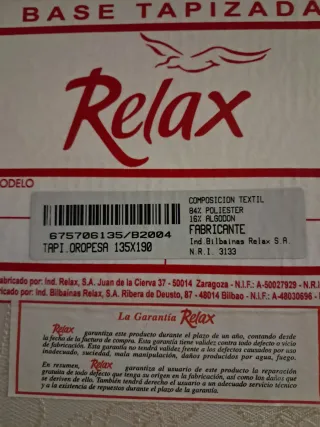 BASE TAPIZADA
Relax
MODELO
COMPOSICION TEXTIL
84% POLIESTER
16% ALGODON
675706135/B2004
FABRICANTE
TAPI.OROPESA 135X190
Ind.Bilbainas Relax S.A.
N.R.I. 3133
abricado por: Ind. Relax, S.A. Juan de la Cierva 37 - 50014 Zaragoza - N.I.F.: A-50027929 - N.R.I.
ricado por: Ind. Bilbainas Relax, S.A. Ribera de Deusto, 87 - 48014 Bilbao - N.I.F.: A-48030696 -
La Garantía Relax
Relax garantiza este producto durante el plazo de un año, contando desde
la fecha de la factura de compra. Esta garantía tiene validez contra todo defecto o vicio
de fabricación. Esta garantía no tendrá validez frente a los defectos causados por uso
inadecuado, suciedad, mala manipulación, daños producidos por agua, fuego.
En resumen, Relax garantiza al usuario de este producto la reparación
gratuita de todo defecto que tenga su origen en la fabricación, así como los daños que
se deriven de ello. También tendrá derecho el usuario a un adecuado servicio técnico
y a la existencia de repuestos durante el plazo de la garantía.